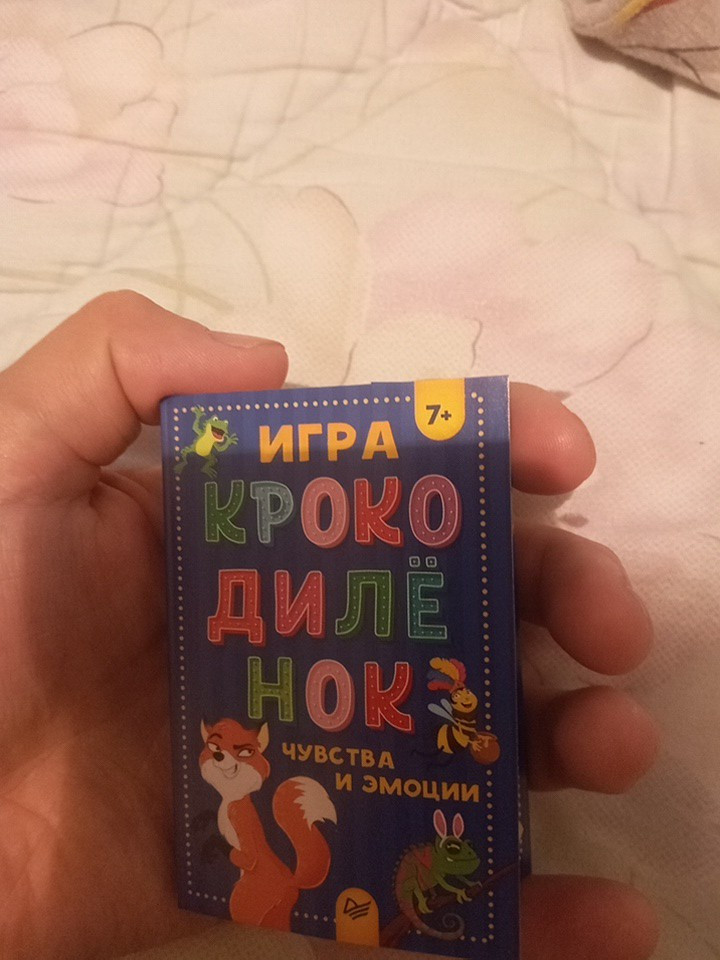 7+
ИГРА
КРОКО
ДИЛЁ
НОК
ЧУВСТВА
И ЭМОЦИИ